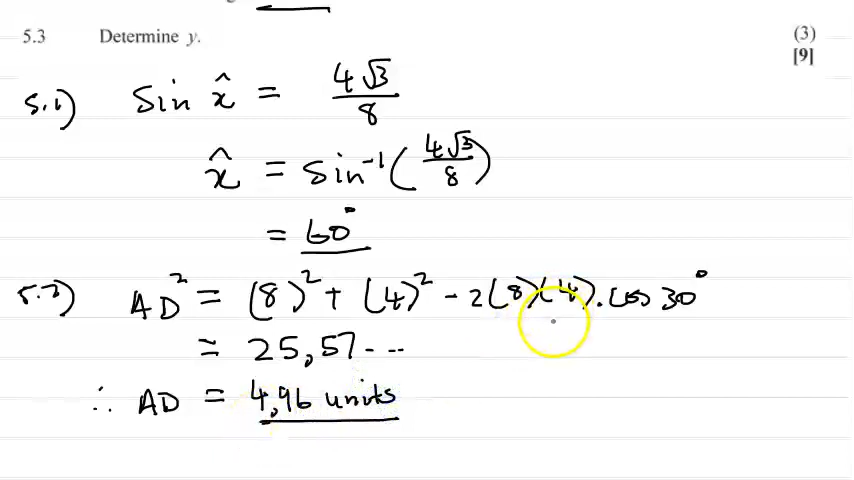 5.3 Determine y. (3)
[9]
5.1) Sin x̂ = 4√3/8
x̂ = sin⁻¹(4√3/8)
= 60°
5.2) AD² = (8)² + (4)² - 2(8)(4).cos 30°
= 25,57...
∴ AD = 4,96 units